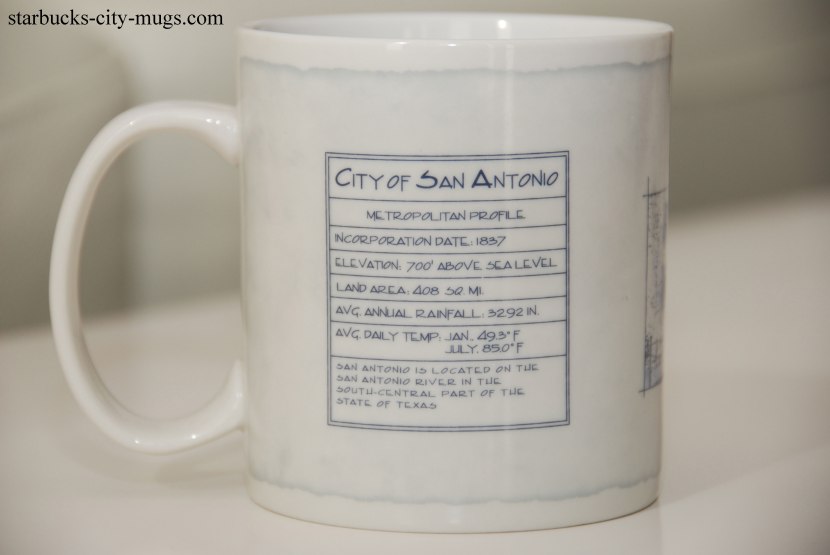 starbucks-city-mugs.com
CITY OF SAN ANTONIO
METROPOLITAN PROFILE
INCORPORATION DATE: 1837
ELEVATION: 700' ABOVE SEA LEVEL
LAND AREA: 408 SQ. MI.
AVG. ANNUAL RAINFALL: 32.92 IN.
AVG. DAILY TEMP: JAN., 49.3° F
JULY, 85.0° F
SAN ANTONIO IS LOCATED ON THE
SAN ANTONIO RIVER IN THE
SOUTH-CENTRAL PART OF THE
STATE OF TEXAS